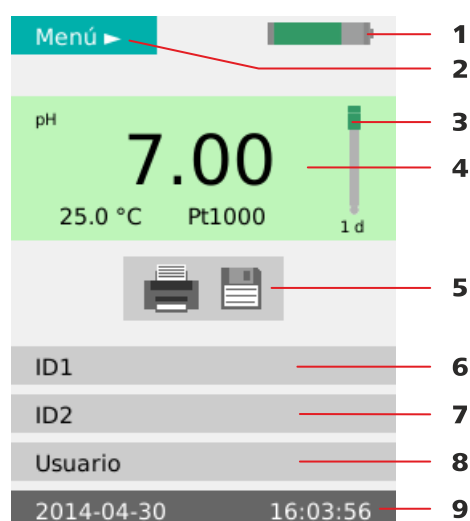 Menú ►
1
2
pH
3
7.00
4
25.0 °C Pt1000
1 d
5
ID1
6
ID2
7
Usuario
8
2014-04-30 16:03:56
9